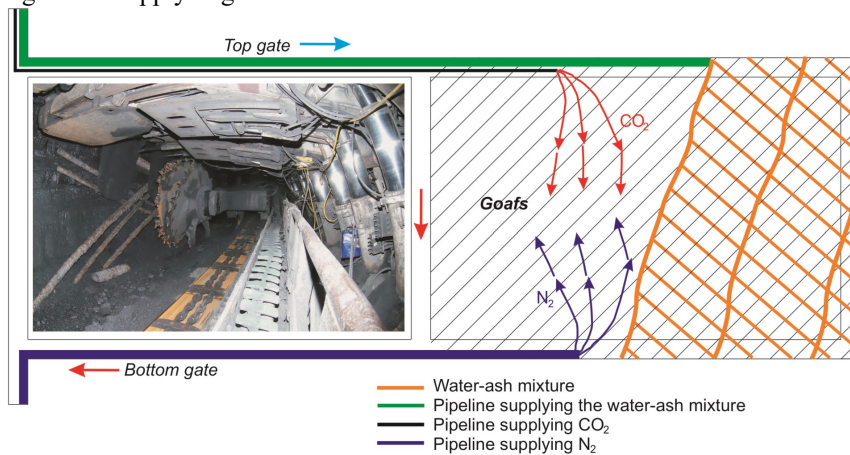 Top gate
CO₂
Goafs
N₂
Bottom gate
Water-ash mixture
Pipeline supplying the water-ash mixture
Pipeline supplying CO₂
Pipeline supplying N₂